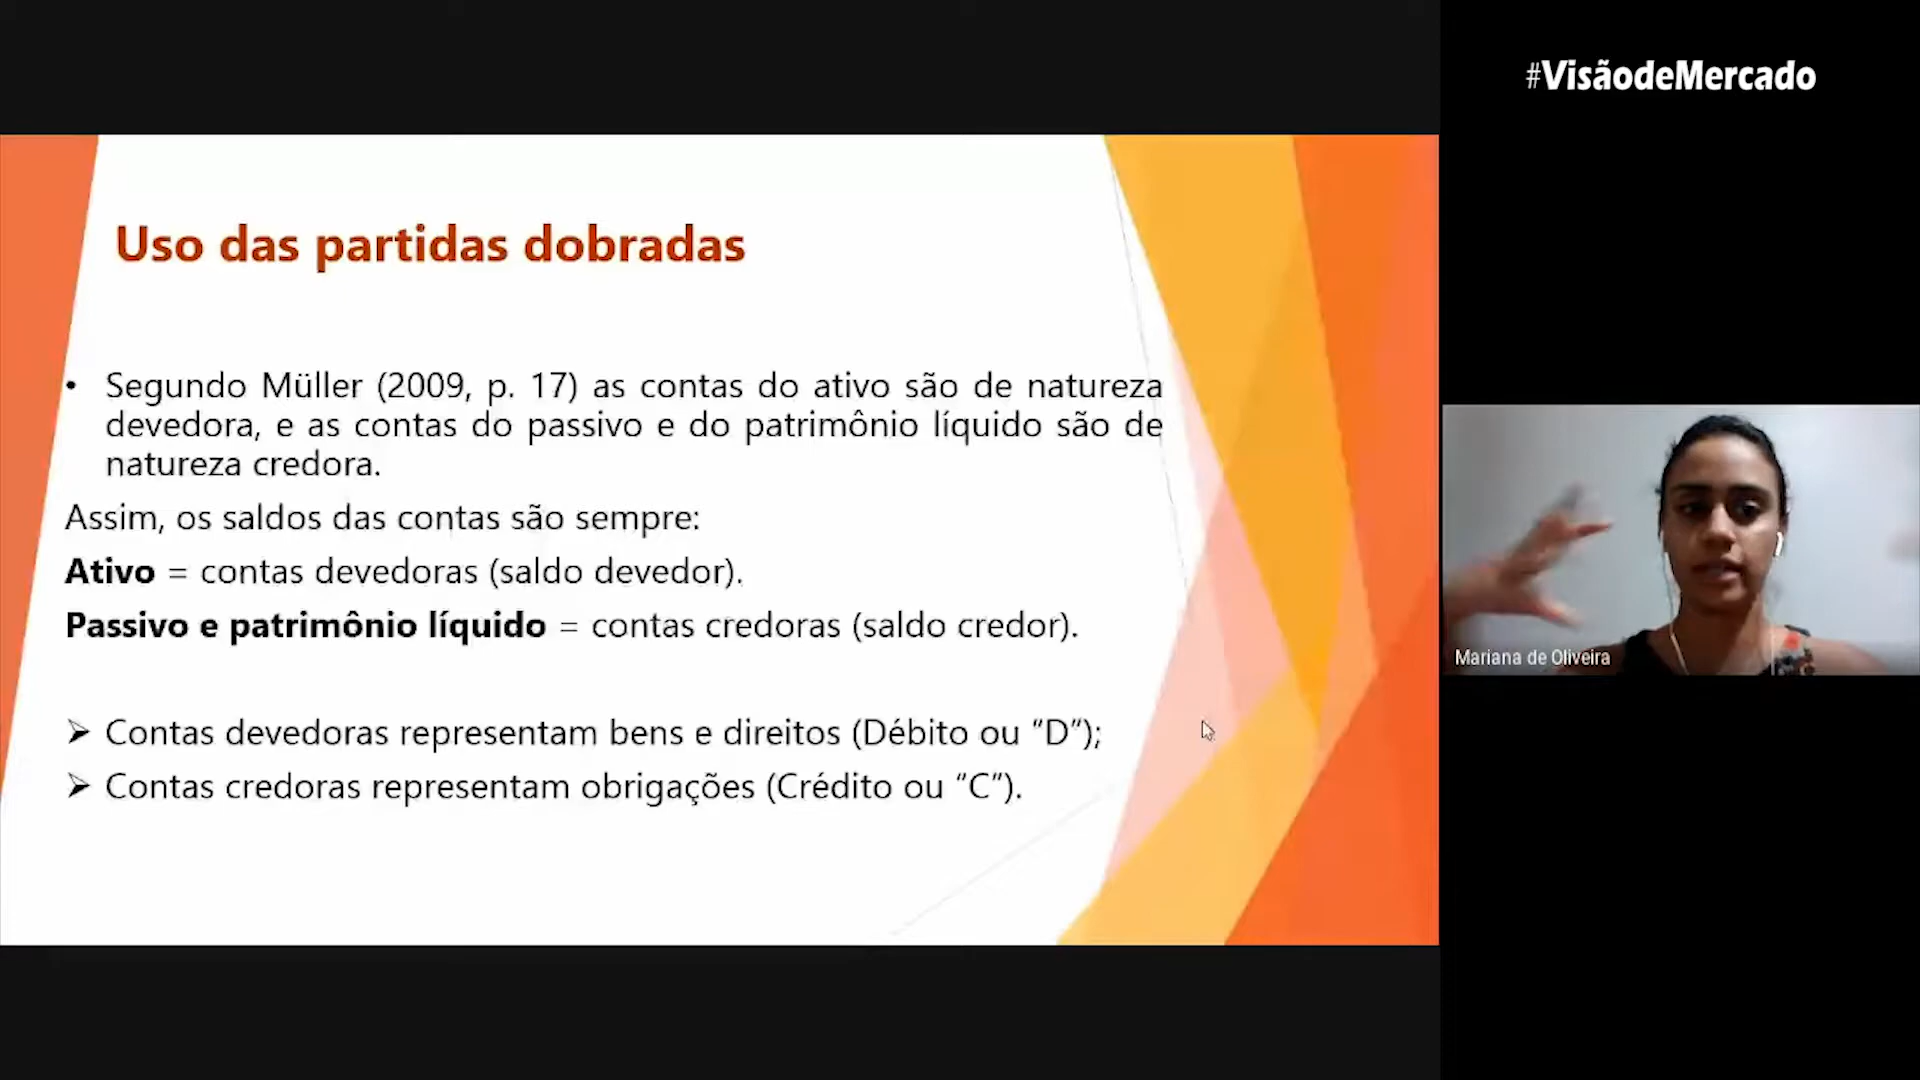 #VisãodeMercado
Uso das partidas dobradas
• Segundo Müller (2009, p. 17) as contas do ativo são de natureza
devedora, e as contas do passivo e do patrimônio líquido são de
natureza credora.
Assim, os saldos das contas são sempre:
Ativo = contas devedoras (saldo devedor).
Passivo e patrimônio líquido = contas credoras (saldo credor).
➤ Contas devedoras representam bens e direitos (Débito ou “D”);
➤ Contas credoras representam obrigações (Crédito ou “C”).
Mariana de Oliveira